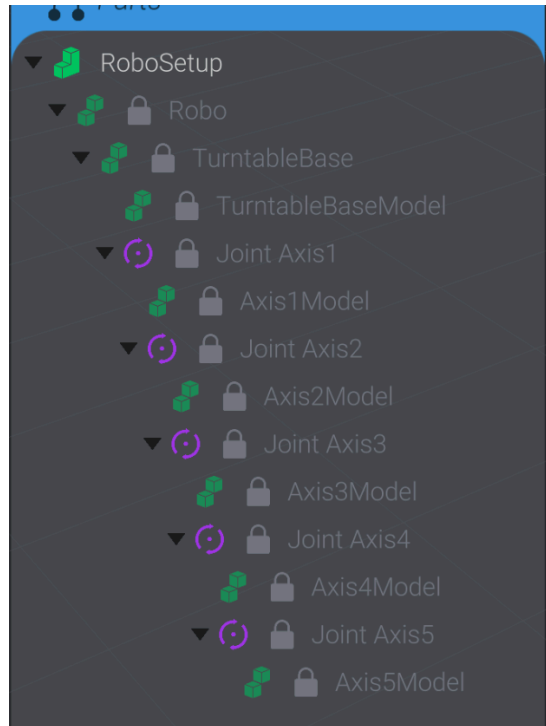 Parts
RoboSetup
Robo
TurntableBase
TurntableBaseModel
Joint Axis1
Axis1Model
Joint Axis2
Axis2Model
Joint Axis3
Axis3Model
Joint Axis4
Axis4Model
Joint Axis5
Axis5Model